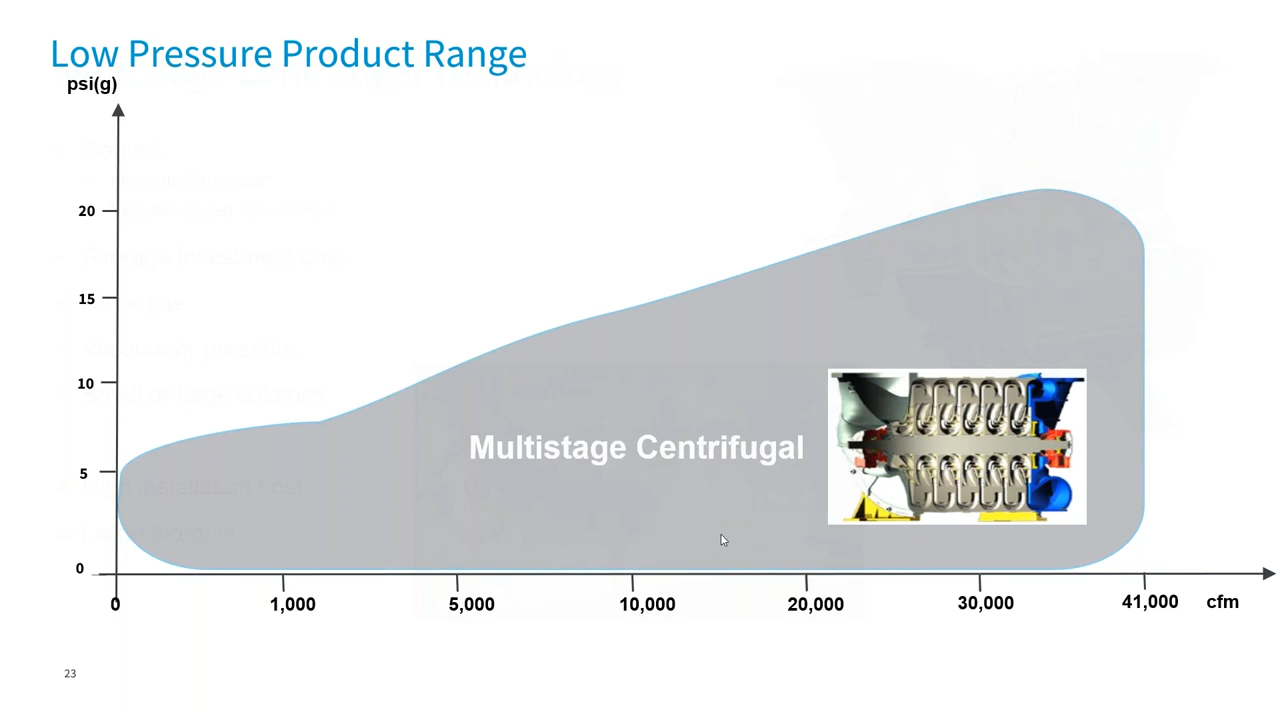 Low Pressure Product Range
psi(g)
20
15
10
5
0
Multistage Centrifugal
0 1,000 5,000 10,000 20,000 30,000 41,000 cfm
23